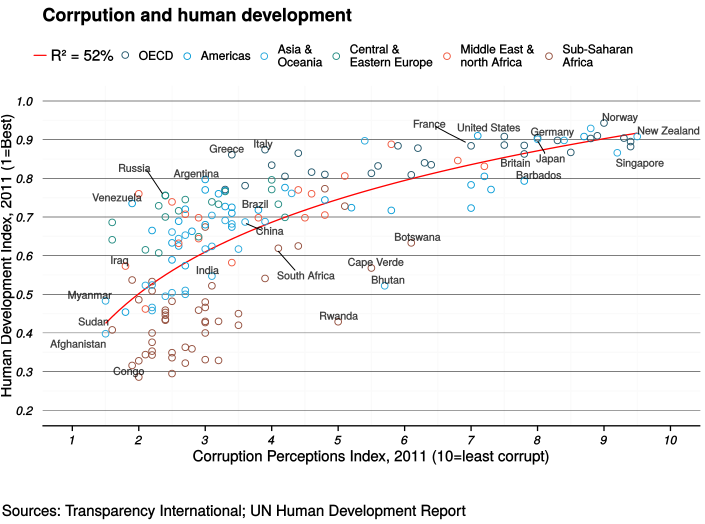 Corrpution and human development
R² = 52%
OECD
Americas
Asia &
Oceania
Central &
Eastern Europe
Middle East &
north Africa
Sub-Saharan
Africa
Human Development Index, 2011 (1=Best)
1.0
0.9
0.8
0.7
0.6
0.5
0.4
0.3
0.2
Norway
France
United States
Germany
New Zealand
Greece
Italy
Britain
Japan
Singapore
Russia
Argentina
Barbados
Venezuela
Brazil
China
Botswana
Iraq
India
South Africa
Cape Verde
Bhutan
Myanmar
Sudan
Rwanda
Afghanistan
Congo
1 2 3 4 5 6 7 8 9 10
Corruption Perceptions Index, 2011 (10=least corrupt)
Sources: Transparency International; UN Human Development Report